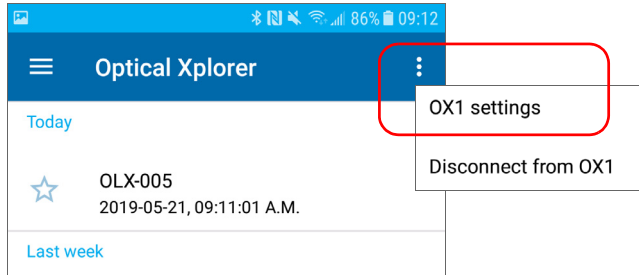 86% 09:12
Optical Xplorer
OX1 settings
Disconnect from OX1
Today
OLX-005
2019-05-21, 09:11:01 A.M.
Last week